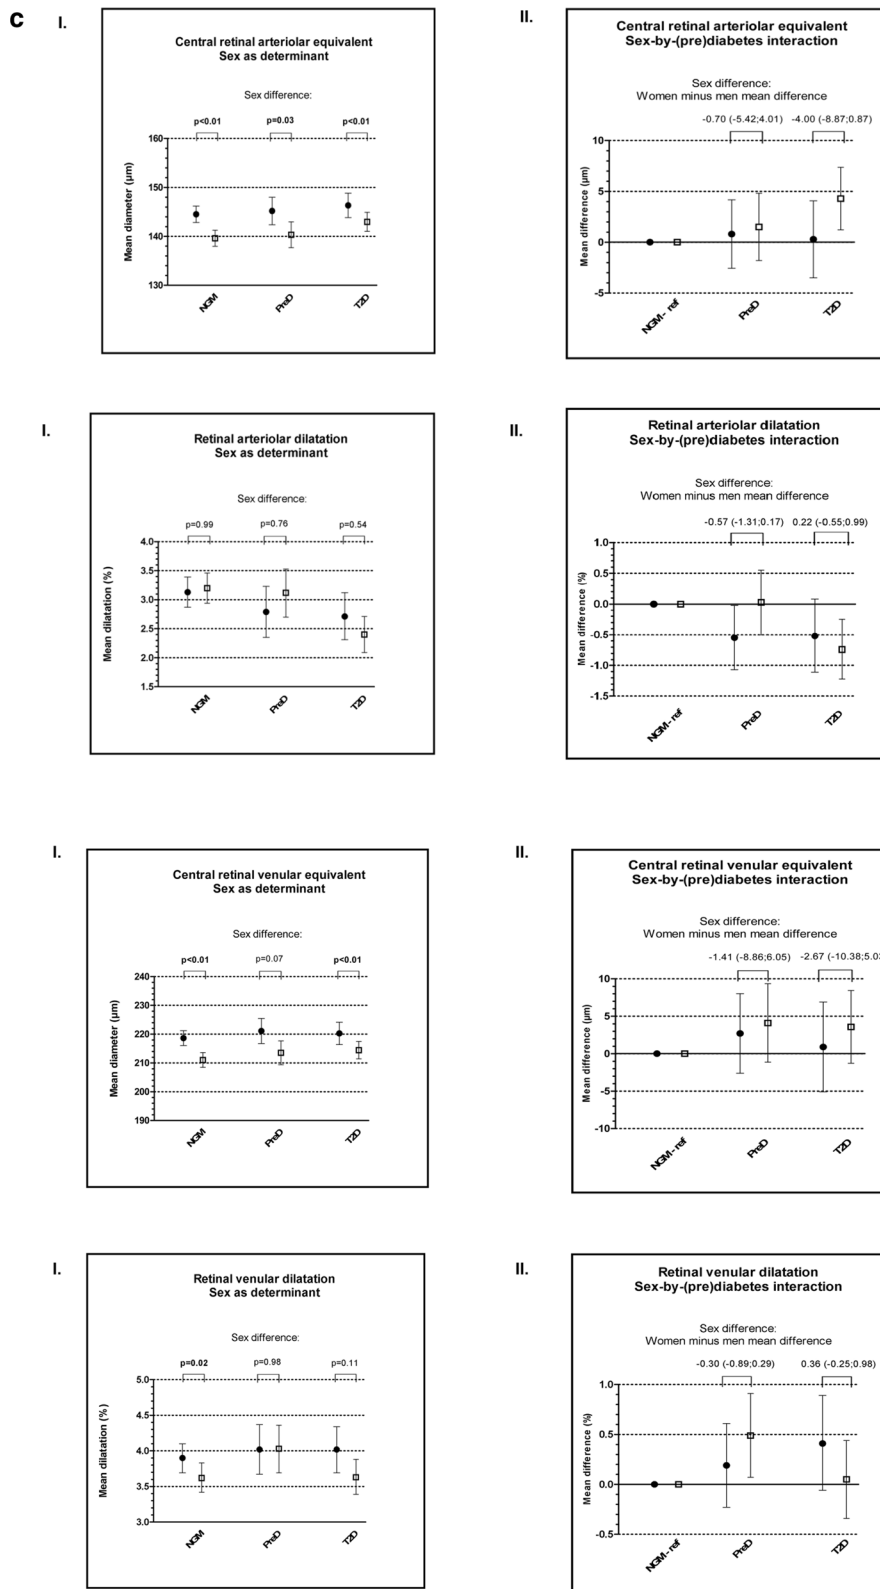 c
I.
Central retinal arteriolar equivalent
Sex as determinant
Sex difference:
p<0.01 p=0.03 p<0.01
160
150
140
130
Mean diameter (µm)
NGM PreD T2D
II.
Central retinal arteriolar equivalent
Sex-by-(pre)diabetes interaction
Sex difference:
Women minus men mean difference
-0.70 (-5.42;4.01) -4.00 (-8.87;0.87)
10
5
0
-5
Mean difference (µm)
NGM- ref PreD T2D
I.
Retinal arteriolar dilatation
Sex as determinant
Sex difference:
p=0.99 p=0.76 p=0.54
4.0
3.5
3.0
2.5
2.0
1.5
Mean dilatation (%)
NGM PreD T2D
II.
Retinal arteriolar dilatation
Sex-by-(pre)diabetes interaction
Sex difference:
Women minus men mean difference
-0.57 (-1.31;0.17) 0.22 (-0.55;0.99)
1.0
0.5
0.0
-0.5
-1.0
-1.5
Mean difference (%)
NGM- ref PreD T2D
I.
Central retinal venular equivalent
Sex as determinant
Sex difference:
p<0.01 p=0.07 p<0.01
240
230
220
210
200
190
Mean diameter (µm)
NGM PreD T2D
II.
Central retinal venular equivalent
Sex-by-(pre)diabetes interaction
Sex difference:
Women minus men mean difference
-1.41 (-8.86;6.05) -2.67 (-10.38;5.03
10
5
0
-5
-10
Mean difference (µm)
NGM- ref PreD T2D
I.
Retinal venular dilatation
Sex as determinant
Sex difference:
p=0.02 p=0.98 p=0.11
5.0
4.5
4.0
3.5
3.0
Mean dilatation (%)
NGM PreD T2D
II.
Retinal venular dilatation
Sex-by-(pre)diabetes interaction
Sex difference:
Women minus men mean difference
-0.30 (-0.89;0.29) 0.36 (-0.25;0.98)
1.0
0.5
0.0
-0.5
Mean difference (%)
NGM- ref PreD T2D